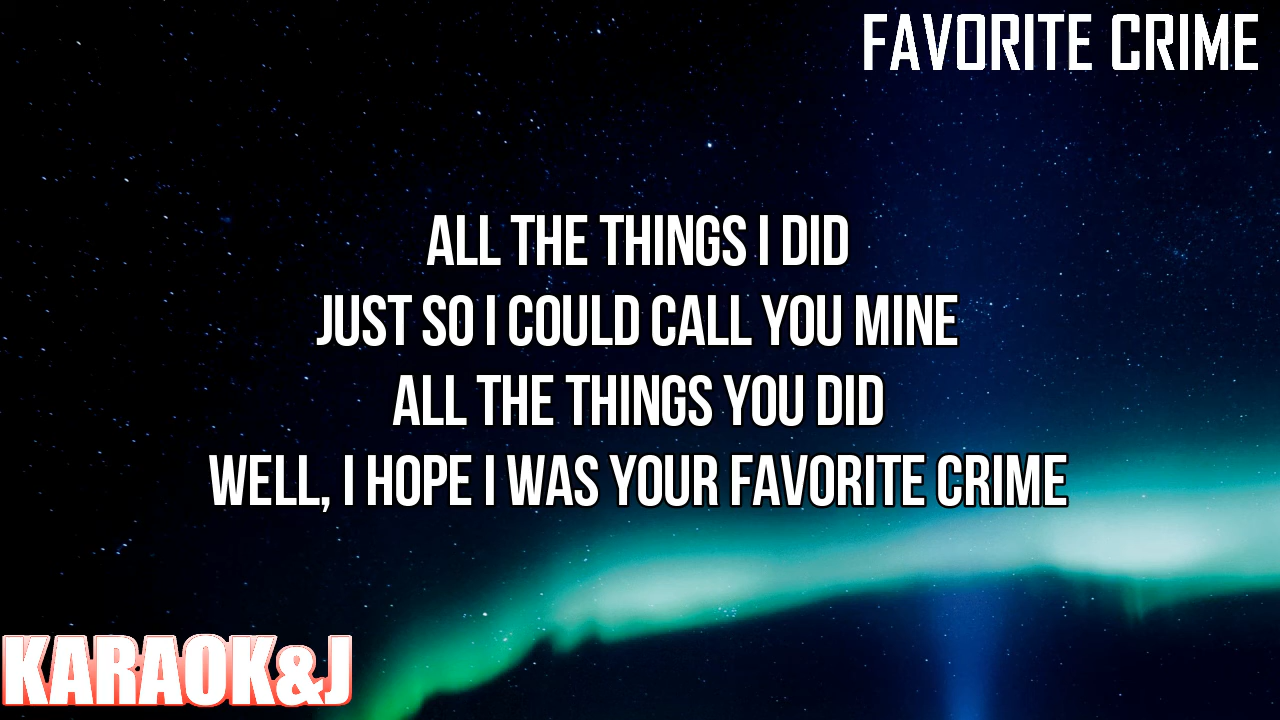 FAVORITE CRIME
ALL THE THINGS I DID
JUST SO I COULD CALL YOU MINE
ALL THE THINGS YOU DID
WELL, I HOPE I WAS YOUR FAVORITE CRIME
KARAOK&J